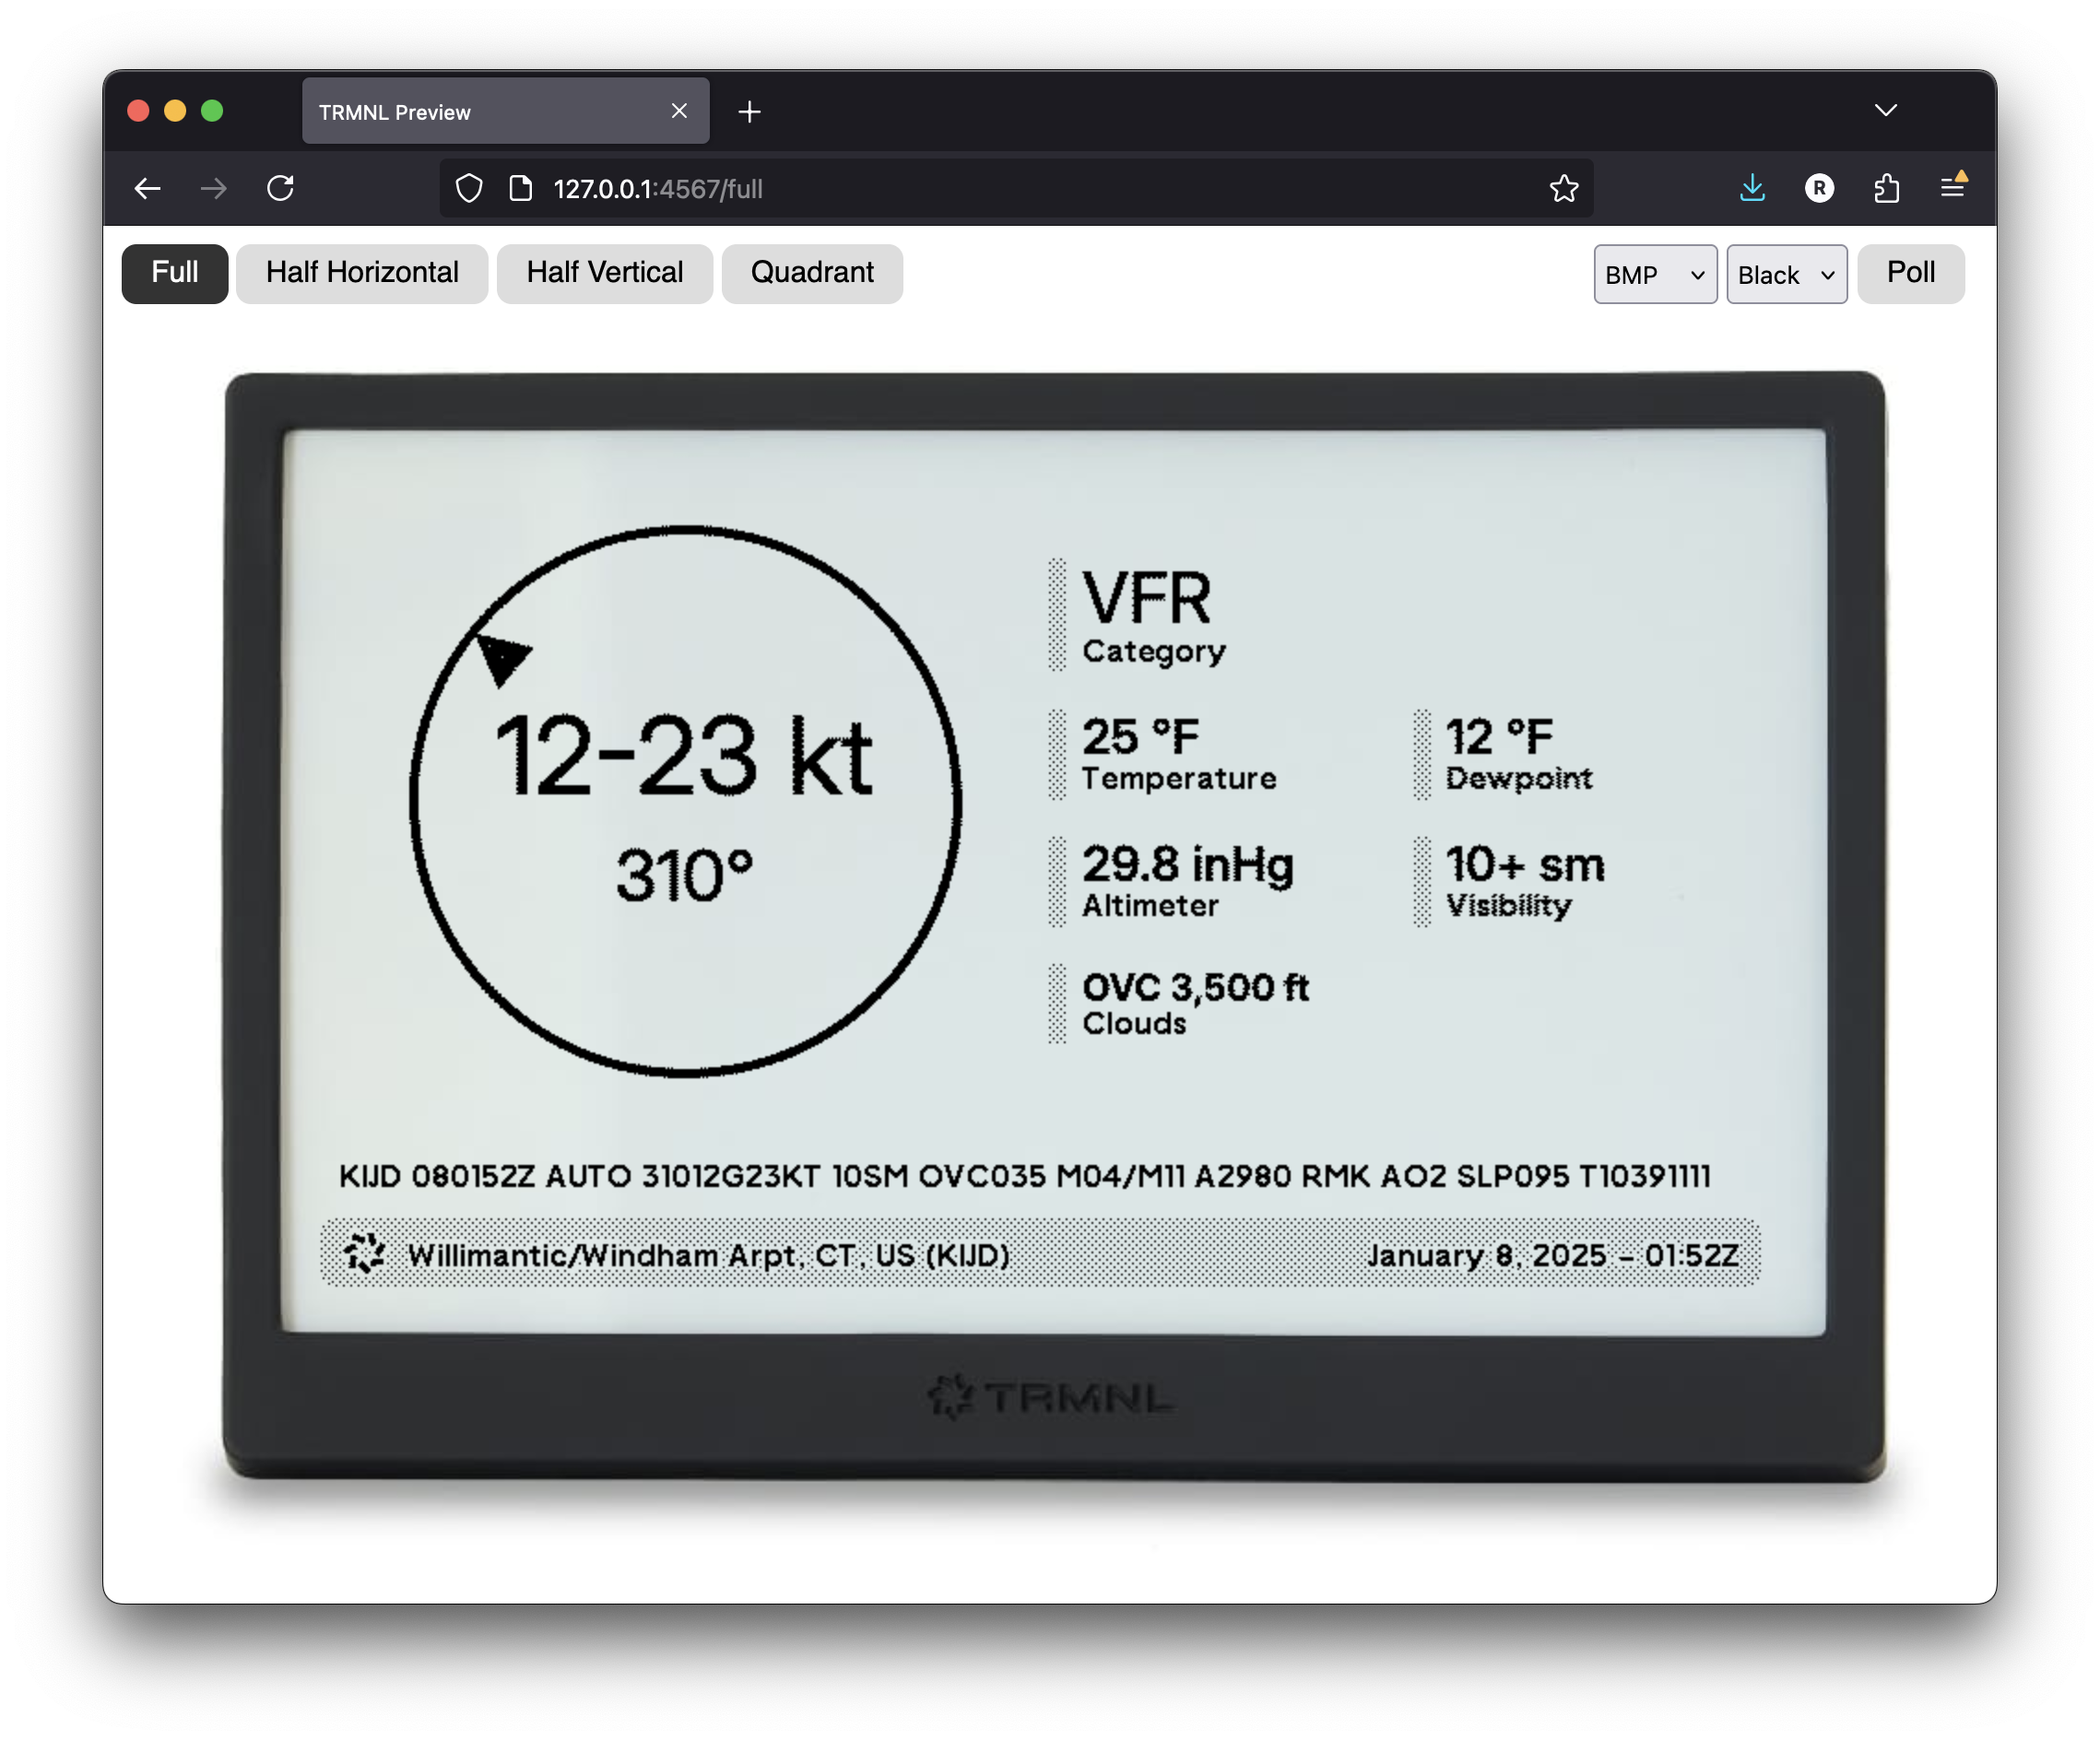 TRMNL Preview
127.0.0.1:4567/full
R
Full Half Horizontal Half Vertical Quadrant BMP Black Poll
VFR
Category
12-23 kt
310°
25 °F 12 °F
Temperature Dewpoint
29.8 inHg 10+ sm
Altimeter Visibility
OVC 3,500 ft
Clouds
KIJD 080152Z AUTO 31012G23KT 10SM OVC035 M04/M11 A2980 RMK AO2 SLP095 T10391111
Willimantic/Windham Arpt, CT, US (KIJD) January 8, 2025 – 01:52Z
TRMNL